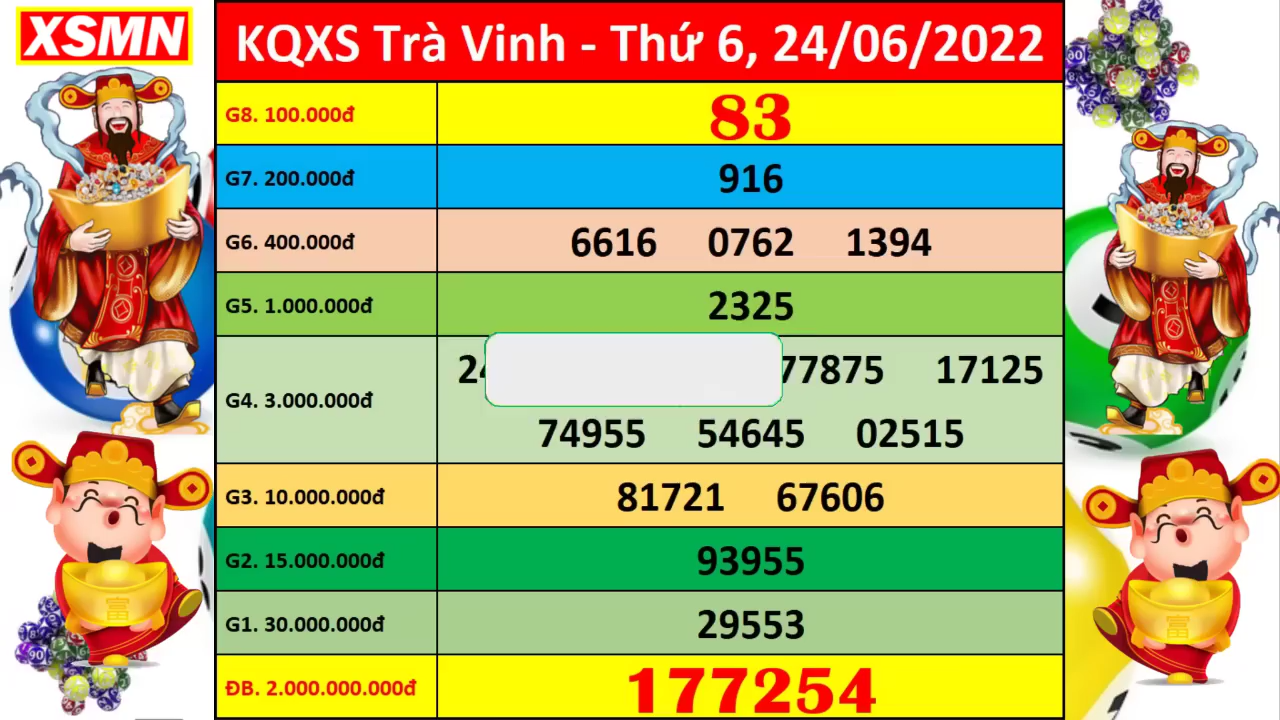 XSMN
KQXS Trà Vinh - Thứ 6, 24/06/2022
G8. 100.000đ 83
G7. 200.000đ 916
G6. 400.000đ 6616 0762 1394
G5. 1.000.000đ 2325
77875 17125
G4. 3.000.000đ
74955 54645 02515
G3. 10.000.000đ 81721 67606
G2. 15.000.000đ 93955
G1. 30.000.000đ 29553
ĐB. 2.000.000.000đ 177254
富 富